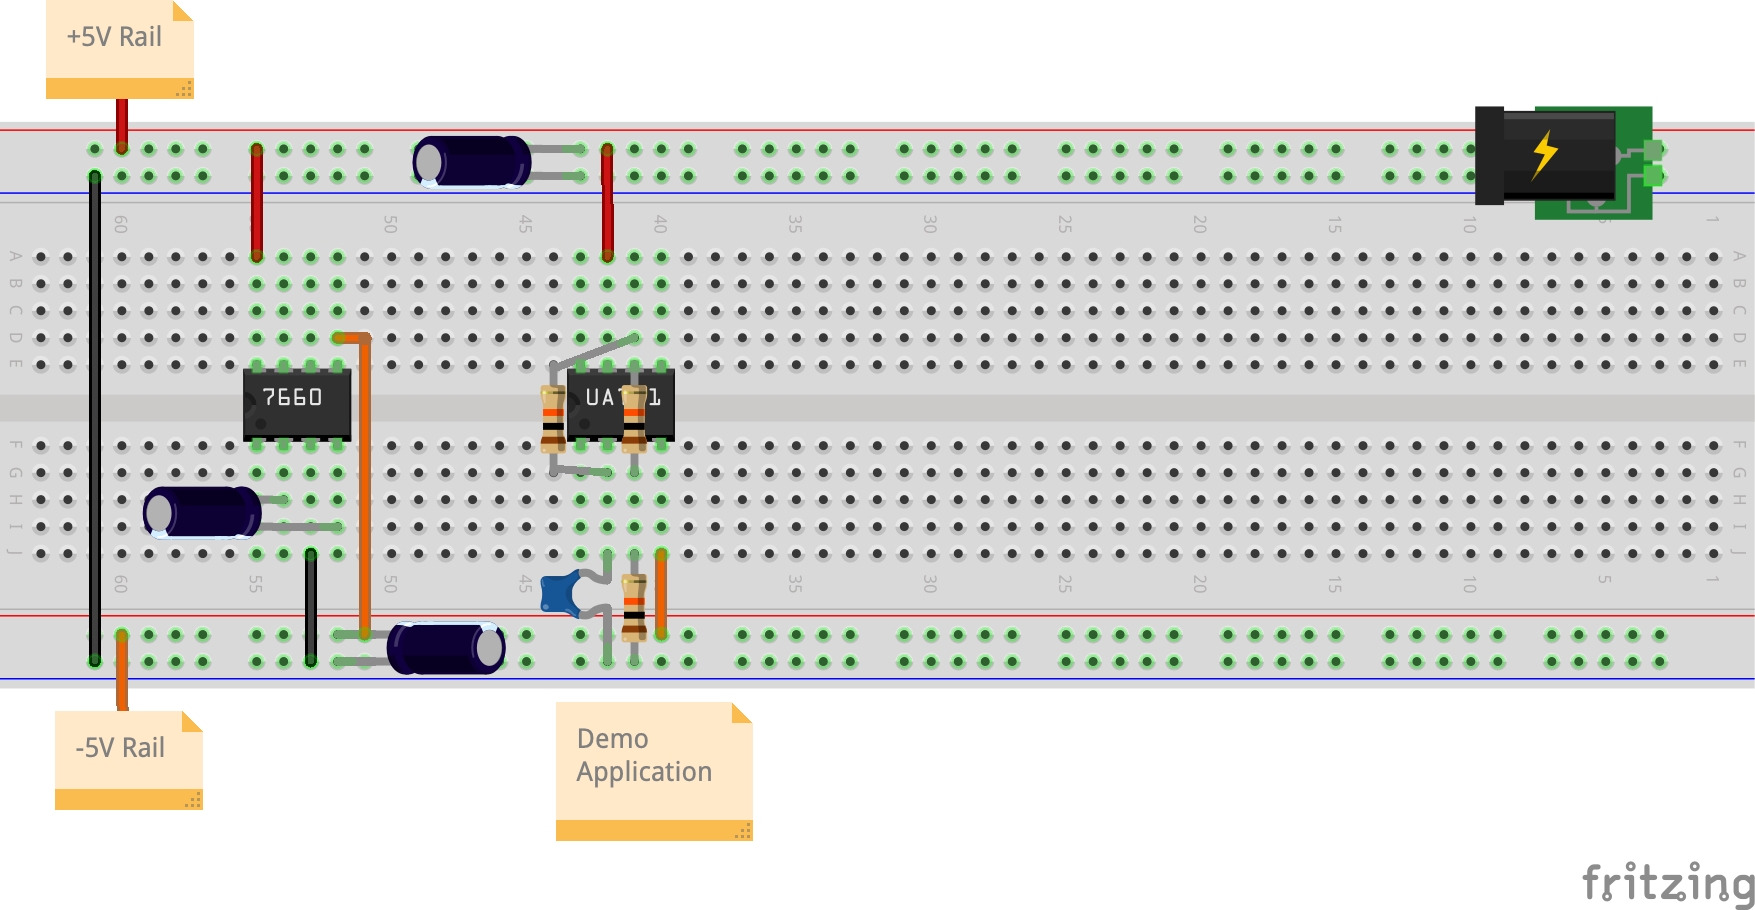 +5V Rail
60 55 50 45 40 35 30 25 20 15 10 5 1
A A
B B
C C
D D
E E
7660 UA 1
F F
G G
H H
I I
J J
60 55 50 45 35 30 25 20 15 10 5 1
-5V Rail
Demo
Application
fritzing